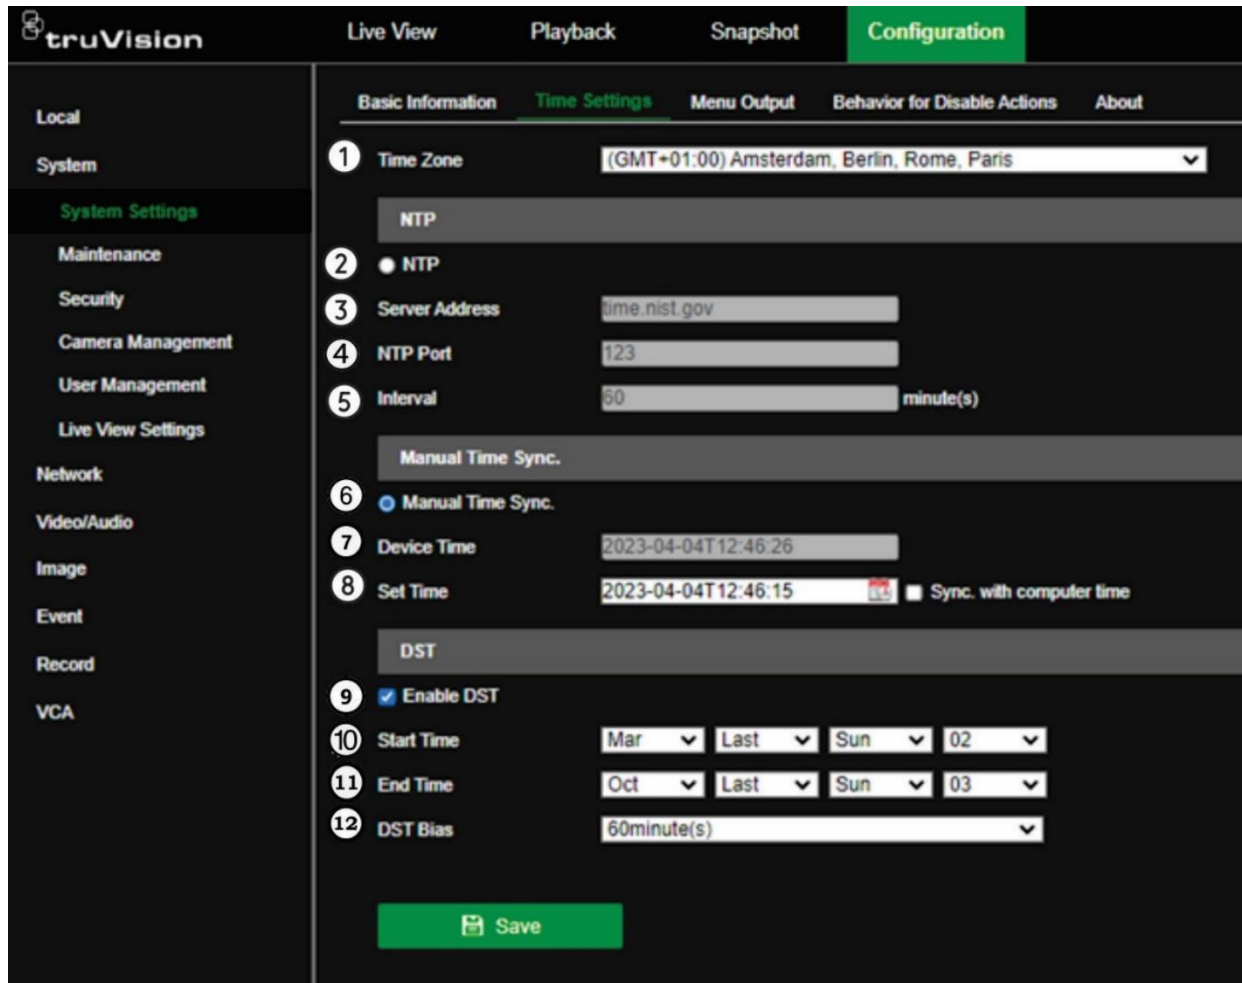 truVision Live View Playback Snapshot Configuration
Local
System
System Settings
Maintenance
Security
Camera Management
User Management
Live View Settings
Network
Video/Audio
Image
Event
Record
VCA
Basic Information Time Settings Menu Output Behavior for Disable Actions About
1 Time Zone (GMT+01:00) Amsterdam, Berlin, Rome, Paris
NTP
2 NTP
3 Server Address time.nist.gov
4 NTP Port 123
5 Interval 60 minute(s)
Manual Time Sync.
6 Manual Time Sync.
7 Device Time 2023-04-04T12:46:26
8 Set Time 2023-04-04T12:46:15 Sync. with computer time
DST
9 Enable DST
10 Start Time Mar Last Sun 02
11 End Time Oct Last Sun 03
12 DST Bias 60minute(s)
Save